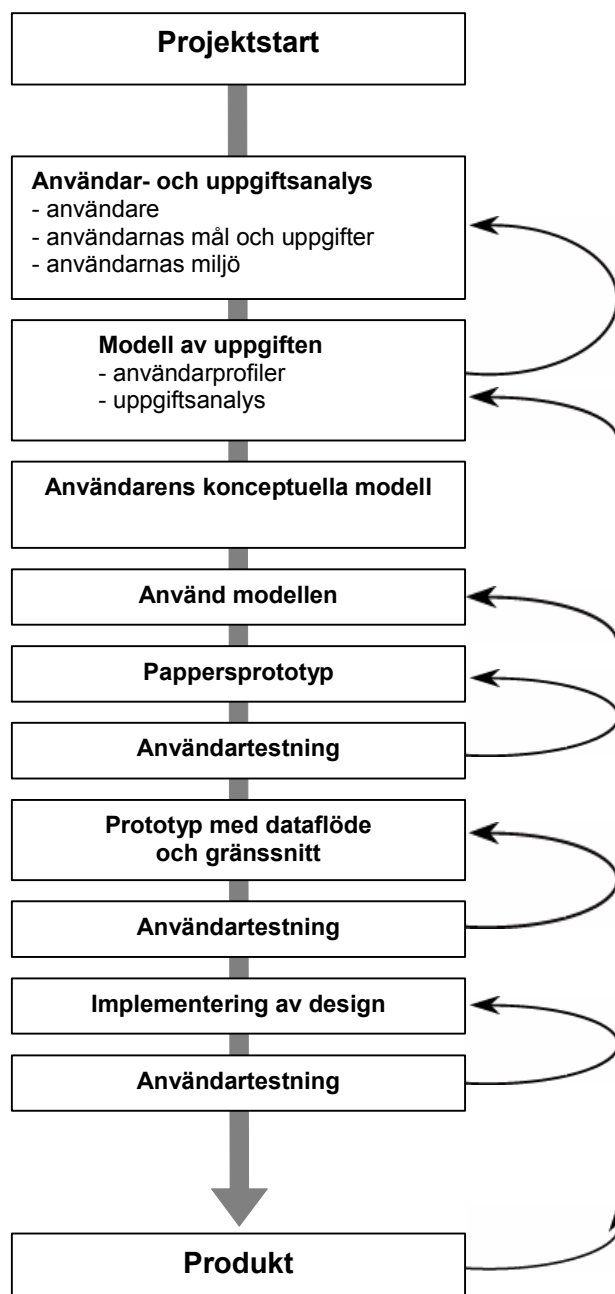 Projektstart
Användar- och uppgiftsanalys
- användare
- användarnas mål och uppgifter
- användarnas miljö
Modell av uppgiften
- användarprofiler
- uppgiftsanalys
Användarens konceptuella modell
Använd modellen
Pappersprototyp
Användartestning
Prototyp med dataflöde
och gränssnitt
Användartestning
Implementering av design
Användartestning
Produkt